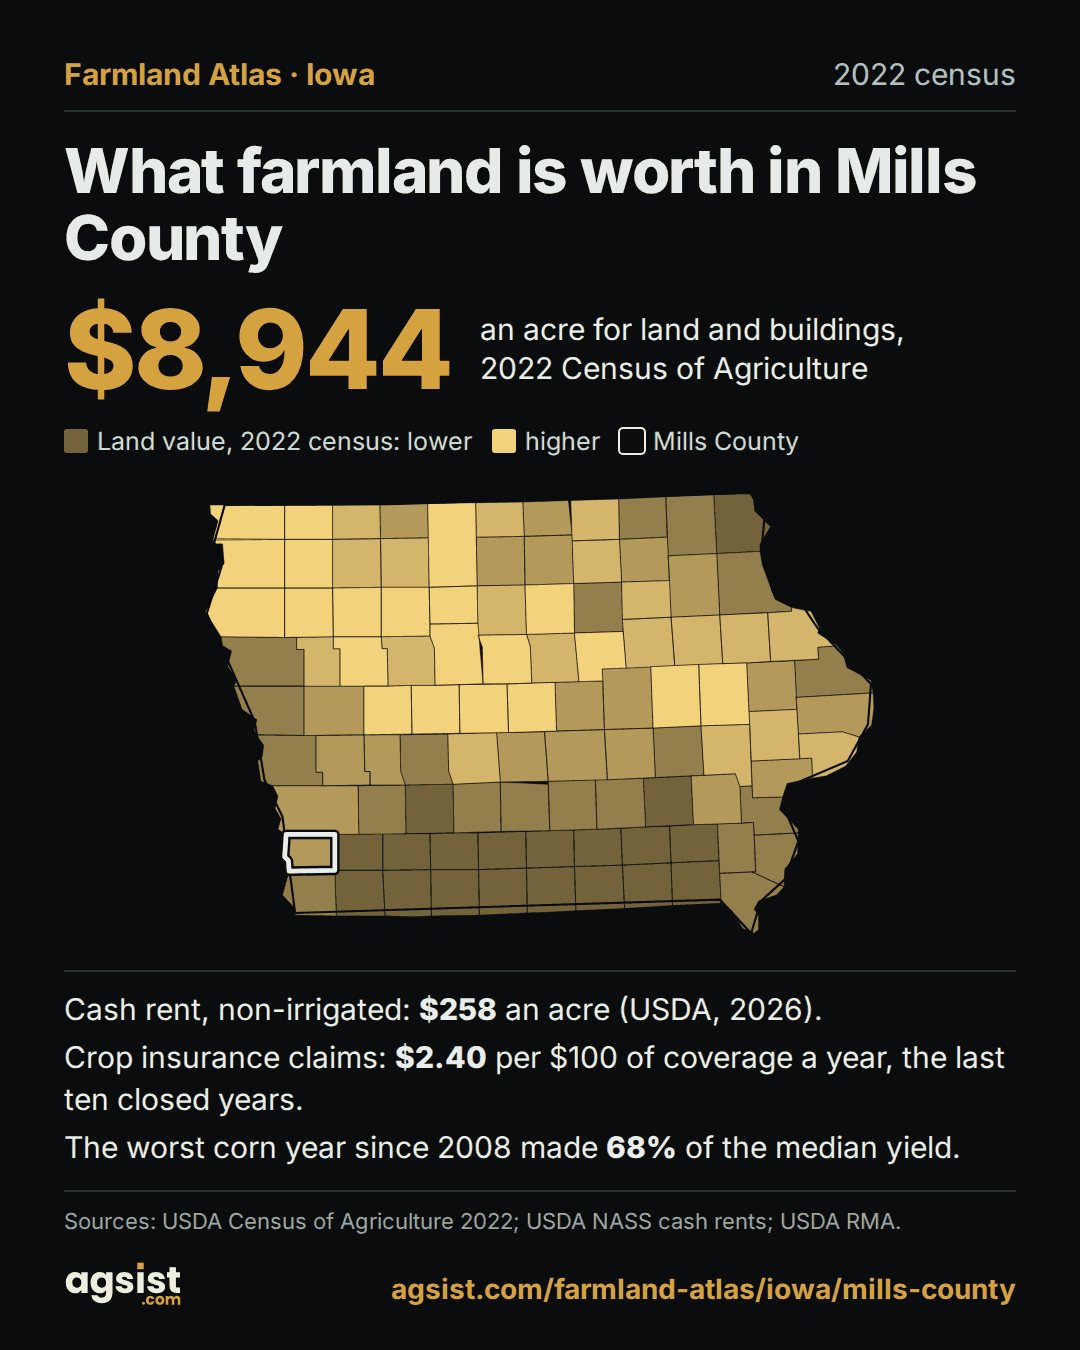 Farmland Atlas · Iowa
2022 census
What farmland is worth in Mills
County
$8,944
an acre for land and buildings,
2022 Census of Agriculture
Land value, 2022 census: lower
higher
Mills County
Cash rent, non-irrigated: $258 an acre (USDA, 2026).
Crop insurance claims: $2.40 per $100 of coverage a year, the last
ten closed years.
The worst corn year since 2008 made 68% of the median yield.
Sources: USDA Census of Agriculture 2022; USDA NASS cash rents; USDA RMA.
agsist
.com
agsist.com/farmland-atlas/iowa/mills-county